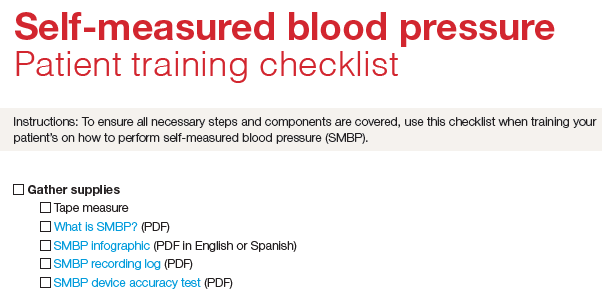 Self-measured blood pressure
Patient training checklist
Instructions: To ensure all necessary steps and components are covered, use this checklist when training your
patient's on how to perform self-measured blood pressure (SMBP).
Gather supplies
Tape measure
What is SMBP? (PDF)
SMBP infographic (PDF in English or Spanish)
SMBP recording log (PDF)
SMBP device accuracy test (PDF)